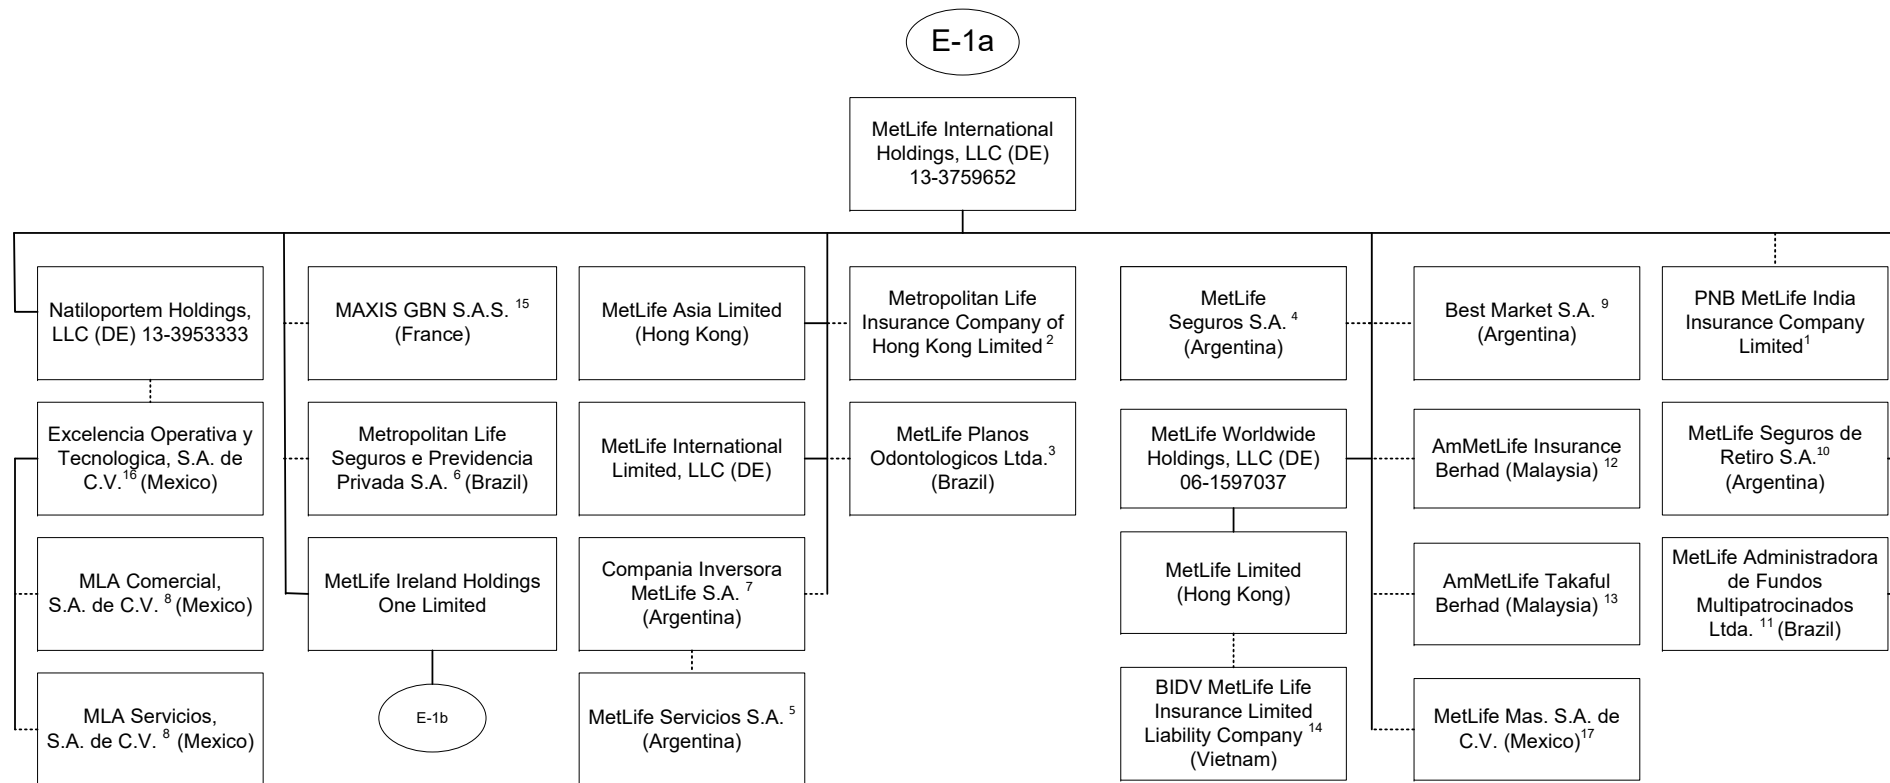 E-1a
MetLife International
Holdings, LLC (DE)
13-3759652
Natiloportem Holdings,
LLC (DE) 13-3953333
MAXIS GBN S.A.S. 15
(France)
MetLife Asia Limited
(Hong Kong)
Metropolitan Life
Insurance Company of
Hong Kong Limited 2
MetLife
Seguros S.A. 4
(Argentina)
Best Market S.A. 9
(Argentina)
PNB MetLife India
Insurance Company
Limited1
Excelencia Operativa y
Tecnologica, S.A. de
C.V.16 (Mexico)
Metropolitan Life
Seguros e Previdencia
Privada S.A. 6 (Brazil)
MetLife International
Limited, LLC (DE)
MetLife Planos
Odontologicos Ltda.3
(Brazil)
MetLife Worldwide
Holdings, LLC (DE)
06-1597037
AmMetLife Insurance
Berhad (Malaysia) 12
MetLife Seguros de
Retiro S.A.10
(Argentina)
MLA Comercial,
S.A. de C.V. 8 (Mexico)
MetLife Ireland Holdings
One Limited
Compania Inversora
MetLife S.A. 7
(Argentina)
MetLife Limited
(Hong Kong)
AmMetLife Takaful
Berhad (Malaysia) 13
MetLife Administradora
de Fundos
Multipatrocinados
Ltda. 11 (Brazil)
MLA Servicios,
S.A. de C.V. 8 (Mexico)
E-1b
MetLife Servicios S.A. 5
(Argentina)
BIDV MetLife Life
Insurance Limited
Liability Company 14
(Vietnam)
MetLife Mas. S.A. de
C.V. (Mexico)17